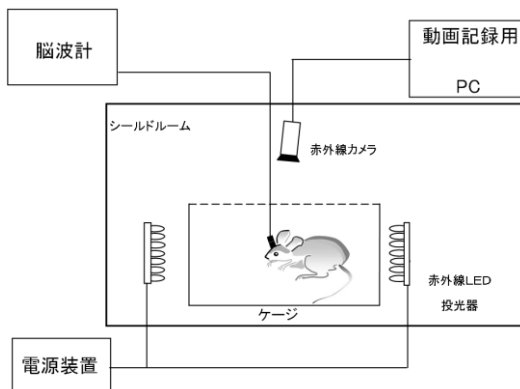 脳波計
動画記録用
PC
シールドルーム
赤外線カメラ
赤外線LED
投光器
ケージ
電源装置